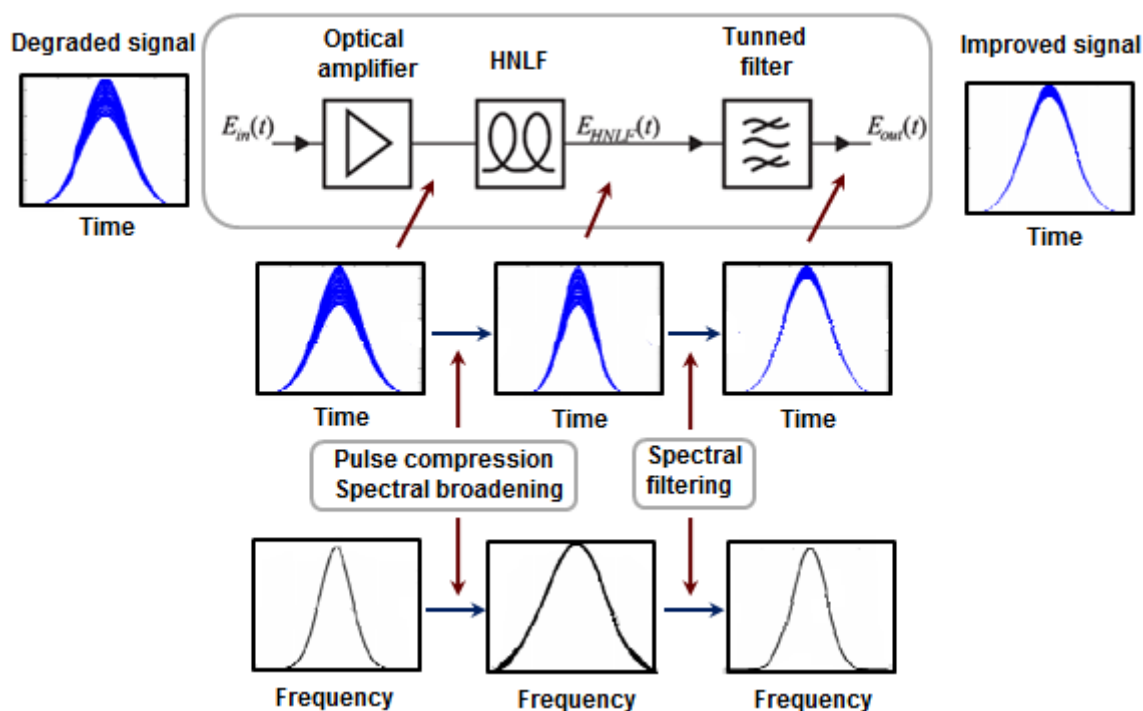 Degraded signal
Time
Optical
amplifier
HNLF
Tunned
filter
E_in(t)
E_HNLF(t)
E_out(t)
Improved signal
Time
Time
Time
Time
Pulse compression
Spectral broadening
Spectral
filtering
Frequency
Frequency
Frequency